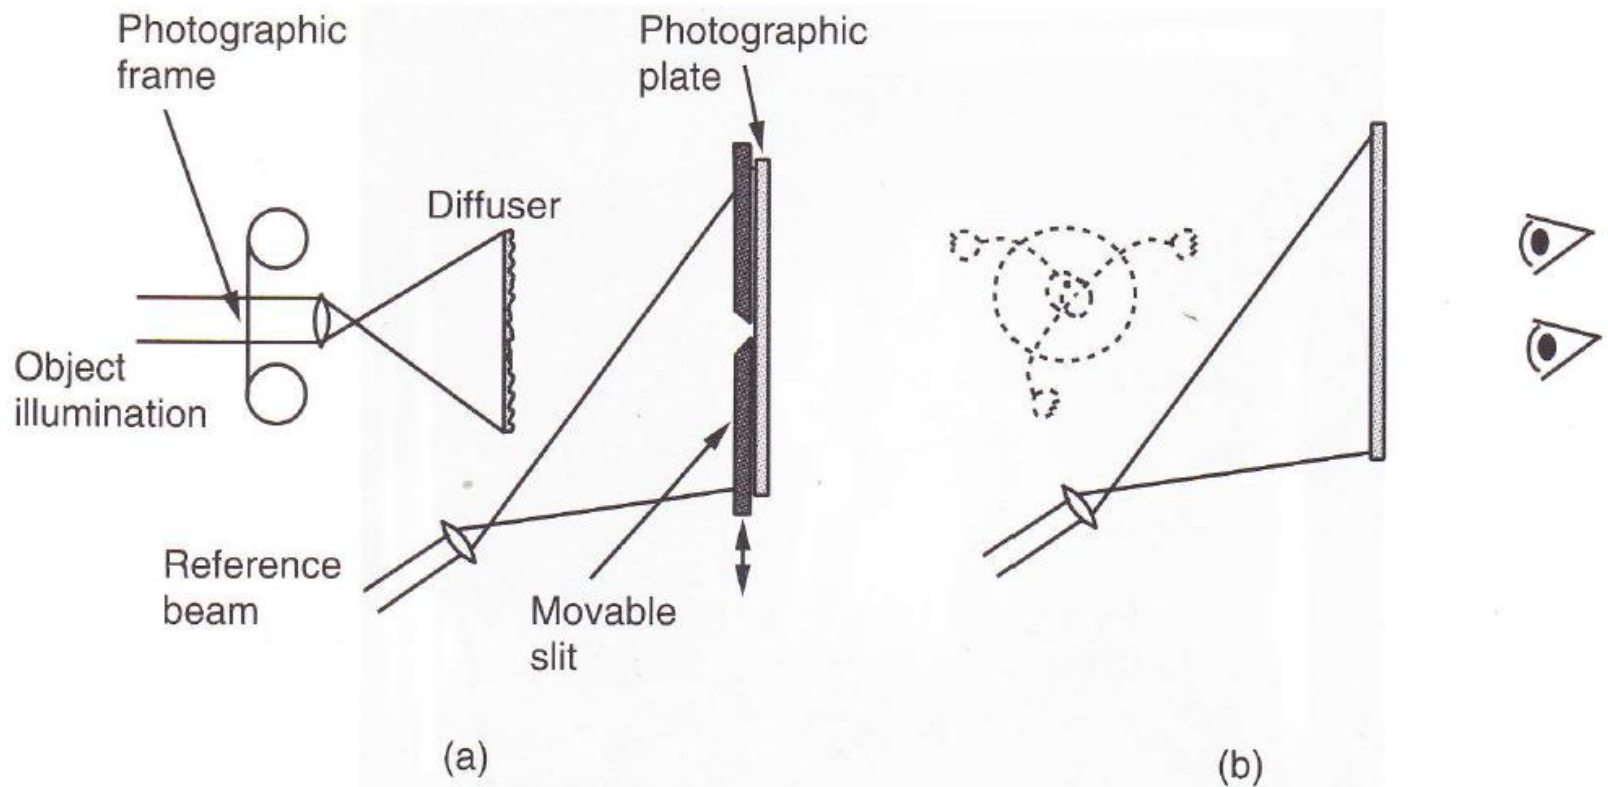 Photographic
frame
Photographic
plate
Diffuser
Object
illumination
Reference
beam
Movable
slit
(a)
(b)